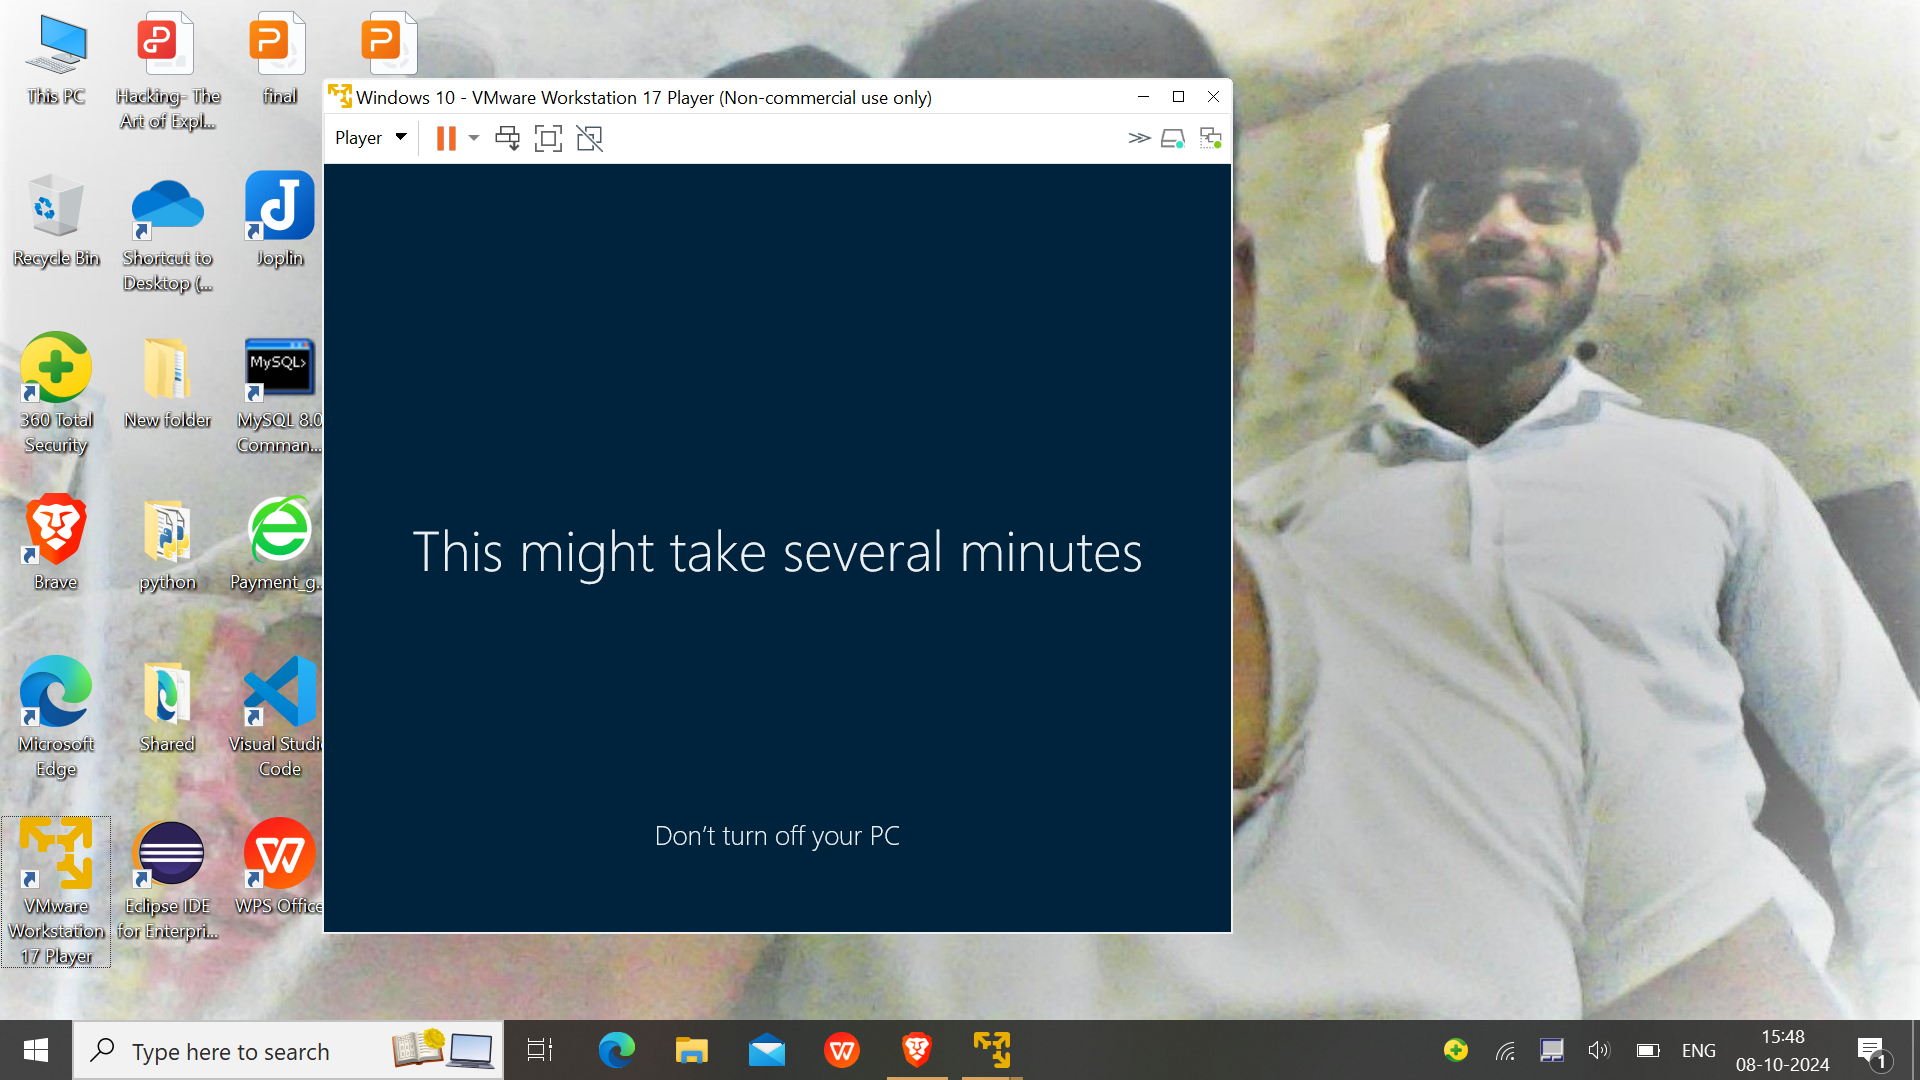 This PC
Hacking- The
Art of Expl...
final
Recycle Bin
Shortcut to
Desktop (...
Joplin
360 Total
Security
New folder
MySQL>
MySQL 8.0
Comman...
Brave
python
Payment_g...
Microsoft
Edge
Shared
Visual Studi
Code
VMware
Workstation
17 Player
Eclipse IDE
for Enterpri...
WPS Office
Windows 10 - VMware Workstation 17 Player (Non-commercial use only)
Player
This might take several minutes
Don’t turn off your PC
Type here to search
ENG
15:48
08-10-2024
1